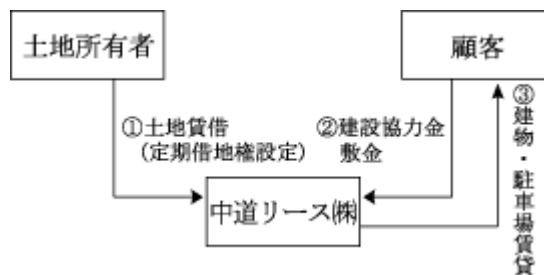 土地所有者
顧客
①土地賃借
(定期借地権設定)
②建設協力金
敷金
③建物・駐車場賃貸
中道リース㈱